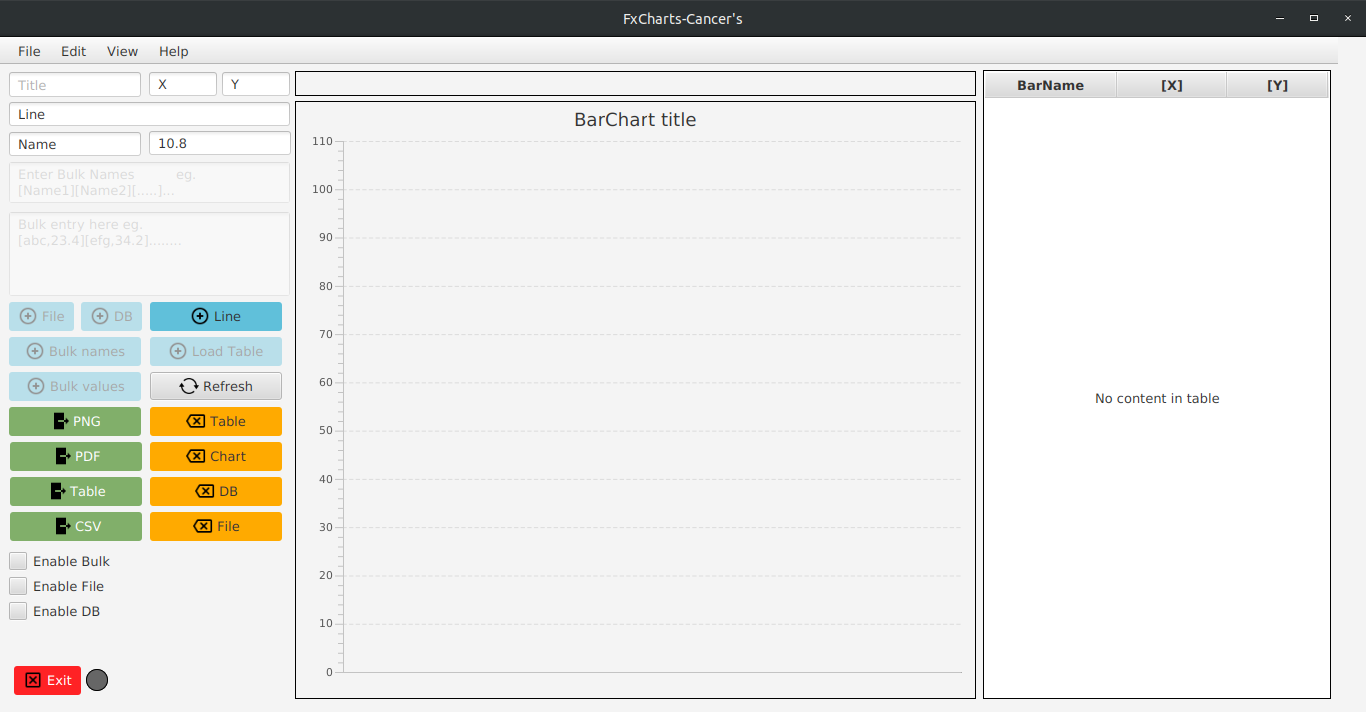 FxCharts-Cancer's
File Edit View Help
Title X Y
Line
Name 10.8
Enter Bulk Names eg.
[Name1][Name2][.....]...
Bulk entry here eg.
[abc,23.4][efg,34.2]........
File DB Line
Bulk names Load Table
Bulk values Refresh
PNG Table
PDF Chart
Table DB
CSV File
Enable Bulk
Enable File
Enable DB
Exit
BarChart title
110
100
90
80
70
60
50
40
30
20
10
0
BarName [X] [Y]
No content in table